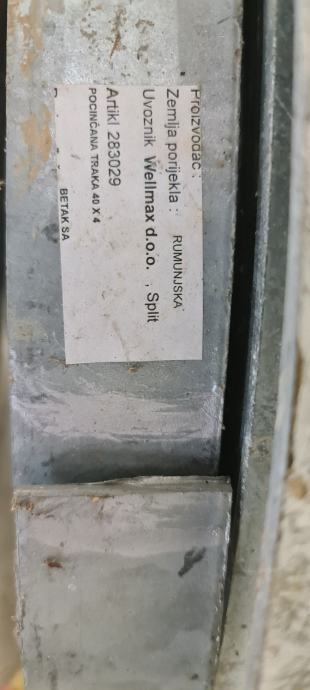 Proizvođač :
Zemlja porijekla : RUMUNJSKA
Uvoznik Wellmax d.o.o. , Split
Artikl 283029
POCINČANA TRAKA 40 X 4
BETAK SA